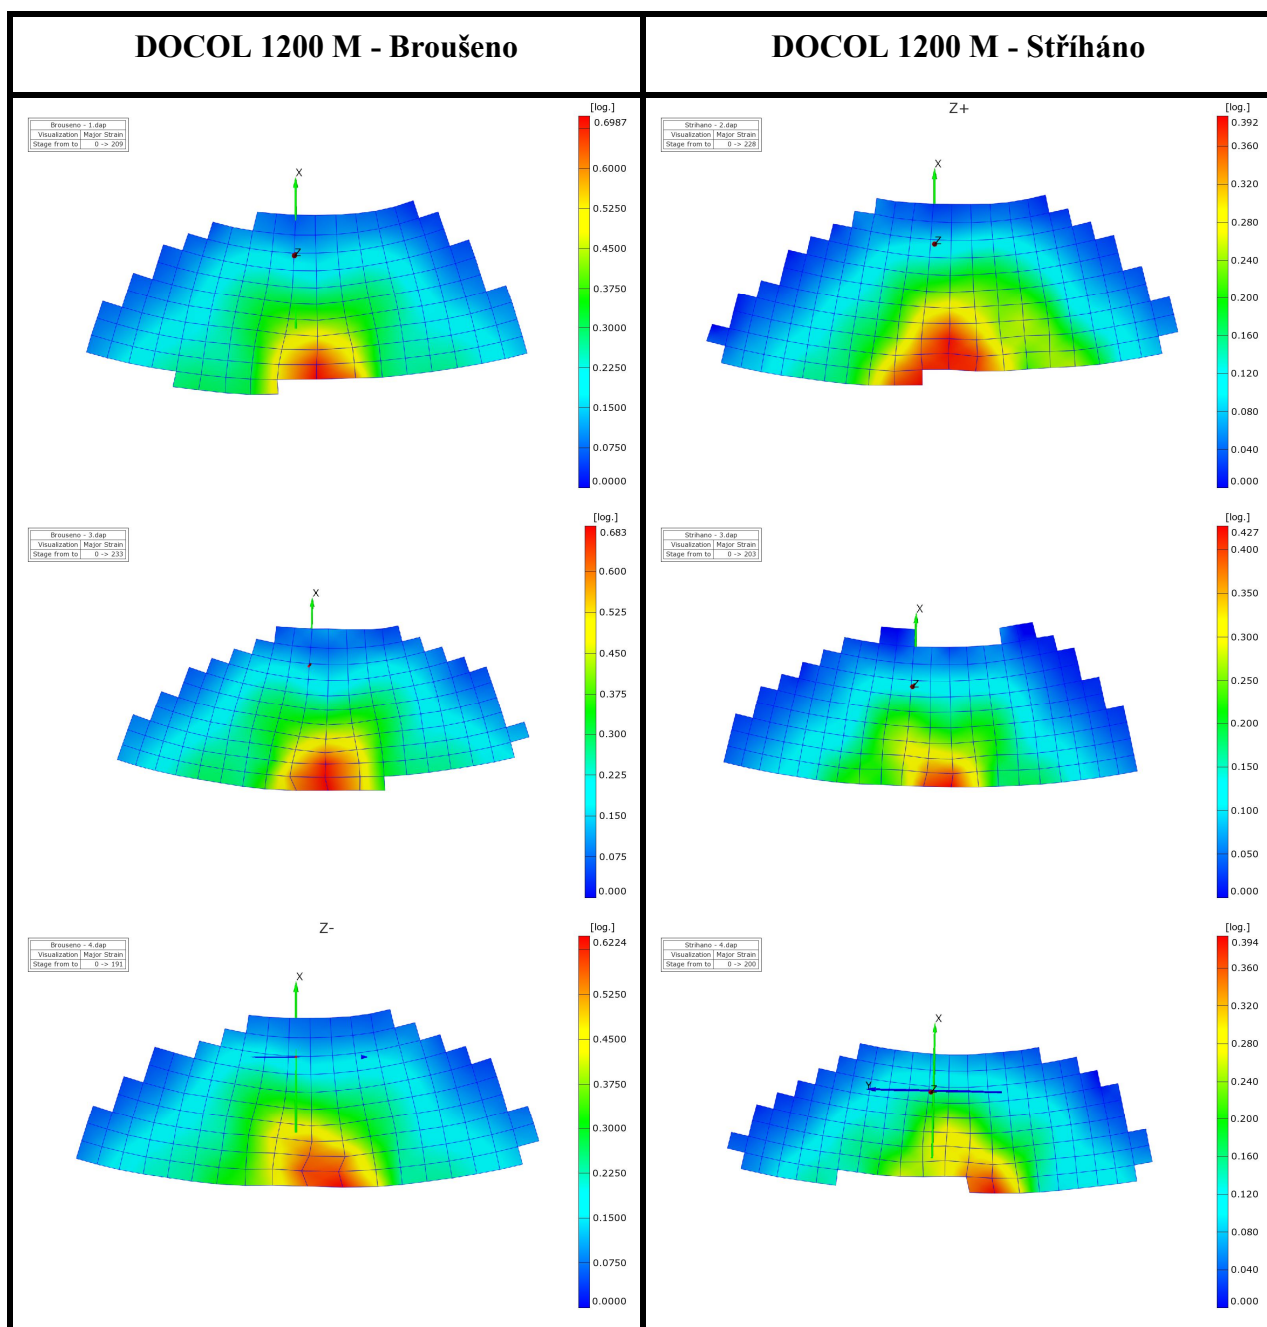 DOCOL 1200 M - Broušeno
DOCOL 1200 M - Stříháno
Brouseno - 1.dap
Visualization Major Strain
Stage from to 0 -> 209
X
Z
[log.]
0.6987
0.6000
0.5250
0.4500
0.3750
0.3000
0.2250
0.1500
0.0750
0.0000
Z+
Strihano - 2.dap
Visualization Major Strain
Stage from to 0 -> 228
X
Z
[log.]
0.392
0.360
0.320
0.280
0.240
0.200
0.160
0.120
0.080
0.040
0.000
Brouseno - 3.dap
Visualization Major Strain
Stage from to 0 -> 233
X
[log.]
0.683
0.600
0.525
0.450
0.375
0.300
0.225
0.150
0.075
0.000
Strihano - 3.dap
Visualization Major Strain
Stage from to 0 -> 203
X
Z
[log.]
0.427
0.400
0.350
0.300
0.250
0.200
0.150
0.100
0.050
0.000
Z-
Brouseno - 4.dap
Visualization Major Strain
Stage from to 0 -> 191
X
[log.]
0.6224
0.5250
0.4500
0.3750
0.3000
0.2250
0.1500
0.0750
0.0000
Strihano - 4.dap
Visualization Major Strain
Stage from to 0 -> 200
X
Y
Z
[log.]
0.394
0.360
0.320
0.280
0.240
0.200
0.160
0.120
0.080
0.040
0.000